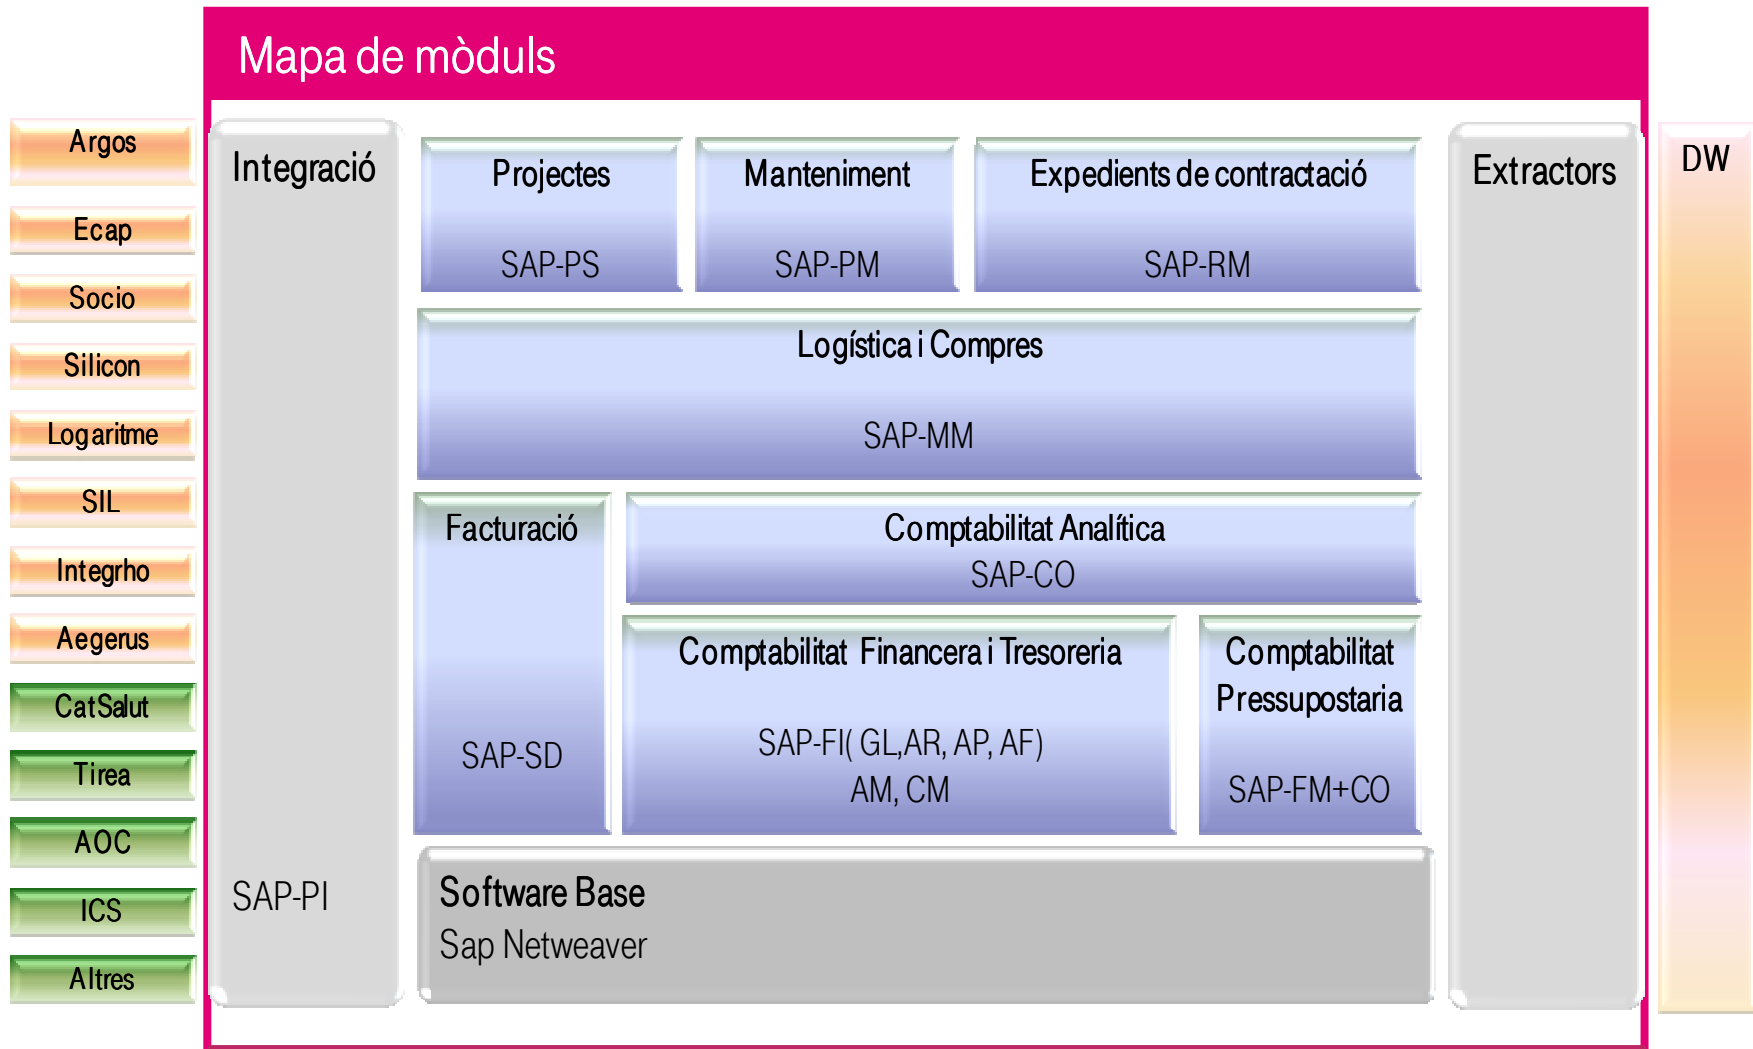 Mapa de mòduls
Argos
Ecap
Socio
Silicon
Logaritme
SIL
Integrho
Aegerus
CatSalut
Tirea
AOC
ICS
Altres
Integració
SAP-PI
Projectes
SAP-PS
Manteniment
SAP-PM
Expedients de contractació
SAP-RM
Logística i Compres
SAP-MM
Facturació
SAP-SD
Comptabilitat Analítica
SAP-CO
Comptabilitat Financera i Tresoreria
SAP-FI( GL,AR, AP, AF)
AM, CM
Comptabilitat
Pressupostaria
SAP-FM+CO
Software Base
Sap Netweaver
Extractors
DW